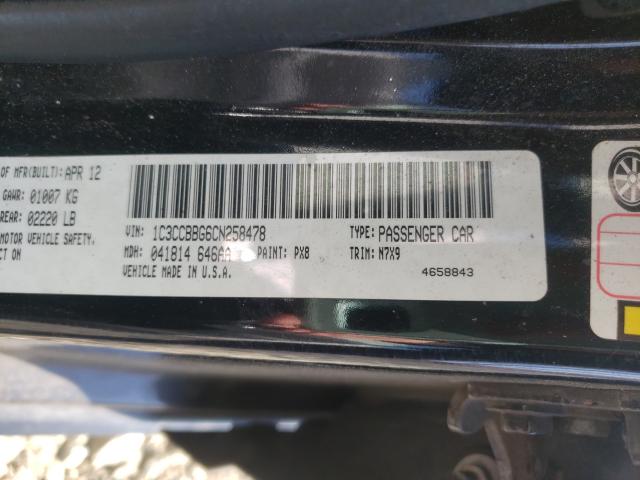 OF MFR(BUILT): APR 12
GAWR: 01007 KG
REAR: 02220 LB
MOTOR VEHICLE SAFETY.
CT ON
VIN: 1C3CCBBG6CN258478 TYPE: PASSENGER CAR
MDH: 041814 646AA PAINT: PX8 TRIM: N7X9
VEHICLE MADE IN U.S.A. 4658843